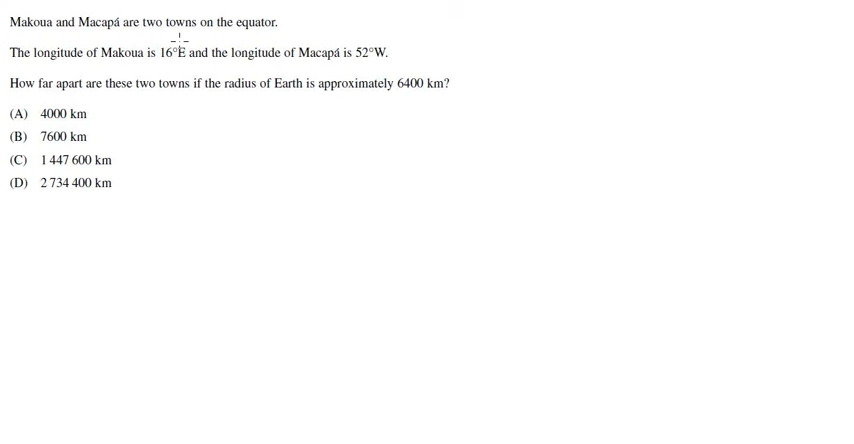 Makoua and Macapá are two towns on the equator.
The longitude of Makoua is 16°E and the longitude of Macapá is 52°W.
How far apart are these two towns if the radius of Earth is approximately 6400 km?
(A) 4000 km
(B) 7600 km
(C) 1 447 600 km
(D) 2 734 400 km